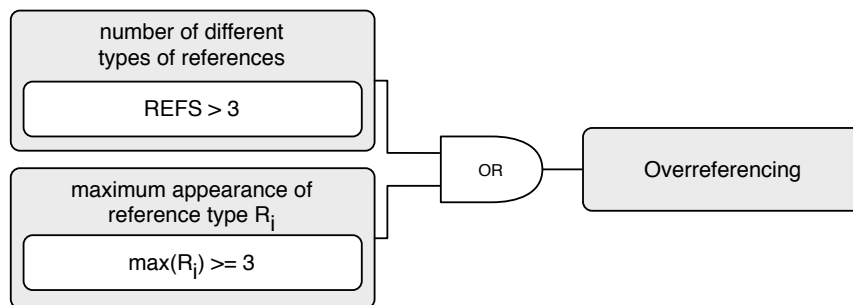 number of different
types of references
REFS > 3
maximum appearance of
reference type Ri
max(Ri) >= 3
OR
Overreferencing